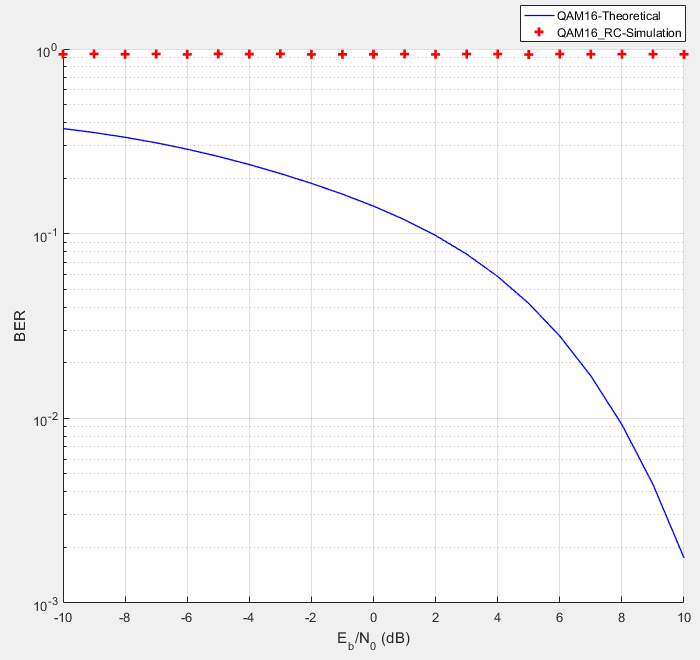 QAM16-Theoretical
QAM16_RC-Simulation
10^0
10^-1
10^-2
10^-3
BER
-10 -8 -6 -4 -2 0 2 4 6 8 10
E_b/N_0 (dB)